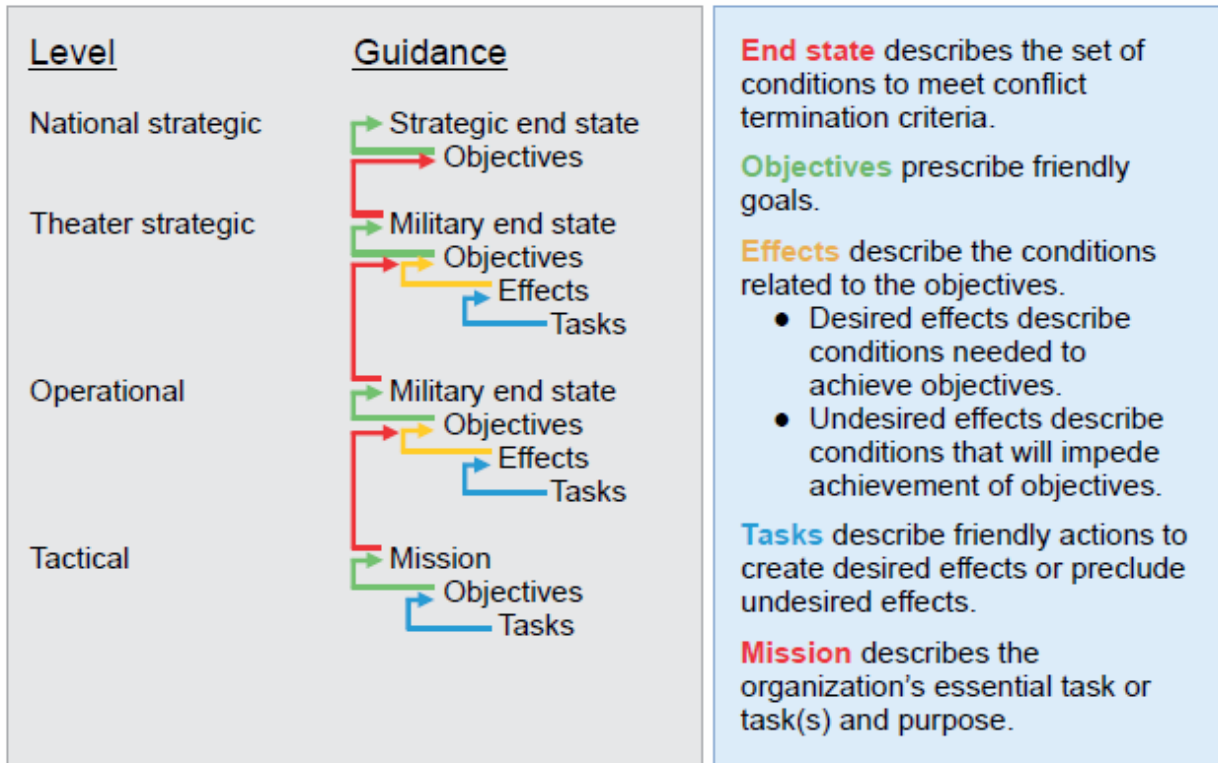 Level Guidance
National strategic Strategic end state
Objectives
Theater strategic Military end state
Objectives
Effects
Tasks
Operational Military end state
Objectives
Effects
Tasks
Tactical Mission
Objectives
Tasks
End state describes the set of
conditions to meet conflict
termination criteria.
Objectives prescribe friendly
goals.
Effects describe the conditions
related to the objectives.
● Desired effects describe
conditions needed to
achieve objectives.
● Undesired effects describe
conditions that will impede
achievement of objectives.
Tasks describe friendly actions to
create desired effects or preclude
undesired effects.
Mission describes the
organization’s essential task or
task(s) and purpose.